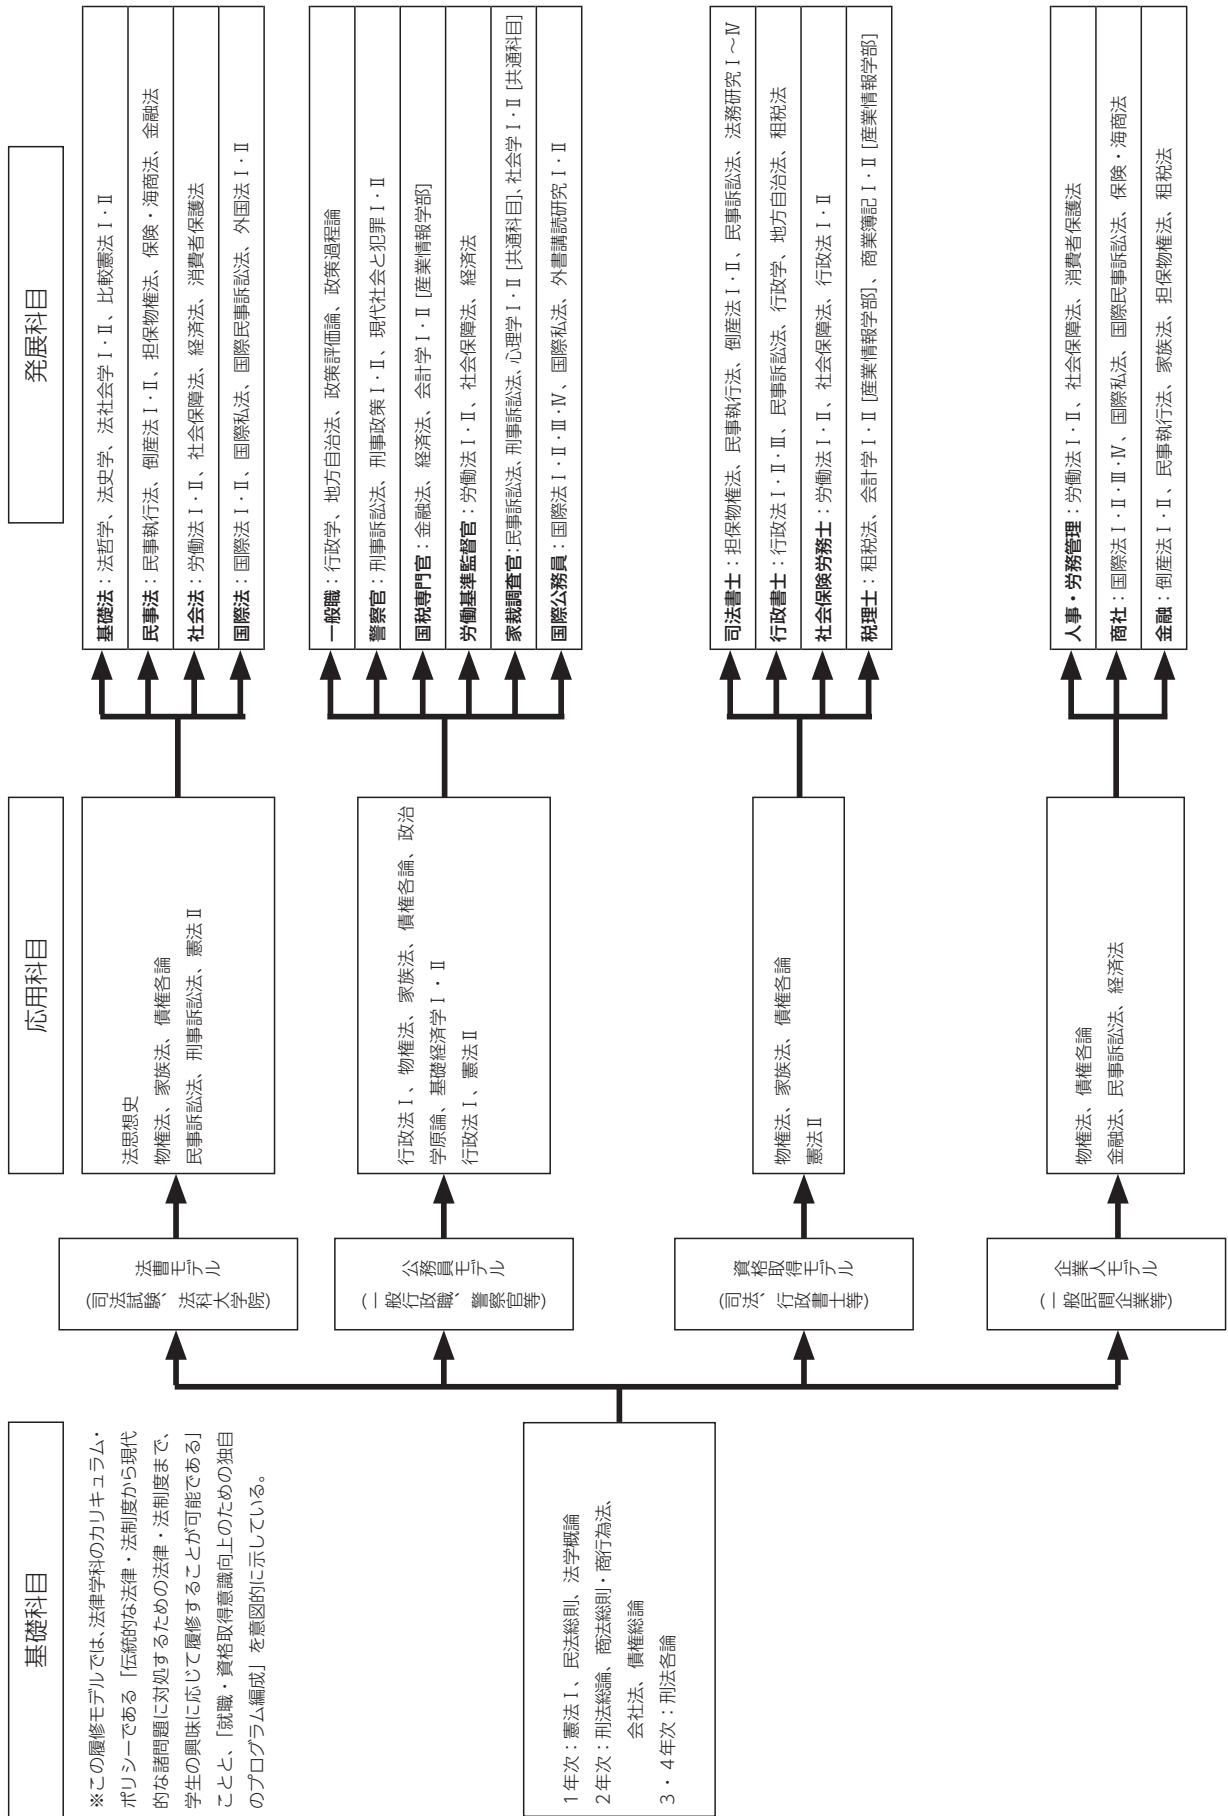 基礎科目
※この履修モデルでは、法律学科のカリキュラム・
ポリシーである「伝統的な法律・法制度から現代
的な諸問題に対処するための法律・法制度まで、
学生の興味に応じて履修することが可能である」
ことと、「就職・資格取得意識向上のための独自
のプログラム編成」を意図的に示している。
1年次：憲法Ⅰ、民法総則、法学概論
2年次：刑法総論、商法総則・商行為法、
会社法、債権総論
3・4年次：刑法各論
法曹モデル
(司法試験、法科大学院)
公務員モデル
(一般行政職、警察官等)
資格取得モデル
(司法、行政書士等)
企業人モデル
(一般民間企業等)
応用科目
法思想史
物権法、家族法、債権各論
民事訴訟法、刑事訴訟法、憲法Ⅱ
行政法Ⅰ、物権法、家族法、債権各論、政治
学原論、基礎経済学Ⅰ・Ⅱ
行政法Ⅰ、憲法Ⅱ
物権法、家族法、債権各論
憲法Ⅱ
物権法、債権各論
金融法、民事訴訟法、経済法
発展科目
基礎法：法哲学、法史学、法社会学Ⅰ・Ⅱ、比較憲法Ⅰ・Ⅱ
民事法：民事執行法、倒産法Ⅰ・Ⅱ、担保物権法、保険・海商法、金融法
社会法：労働法Ⅰ・Ⅱ、社会保障法、経済法、消費者保護法
国際法：国際法Ⅰ・Ⅱ、国際私法、国際民事訴訟法、外国法Ⅰ・Ⅱ
一般職：行政学、地方自治法、政策評価論、政策過程論
警察官：刑事訴訟法、刑事政策Ⅰ・Ⅱ、現代社会と犯罪Ⅰ・Ⅱ
国税専門官：金融法、経済法、会計学Ⅰ・Ⅱ [産業情報学部]
労働基準監督官：労働法Ⅰ・Ⅱ、社会保障法、経済法
家裁調査官：民事訴訟法、刑事訴訟法、心理学Ⅰ・Ⅱ [共通科目]、社会学Ⅰ・Ⅱ [共通科目]
国際公務員：国際法Ⅰ・Ⅱ・Ⅲ・Ⅳ、国際私法、外書講読研究Ⅰ・Ⅱ
司法書士：担保物権法、民事執行法、倒産法Ⅰ・Ⅱ、民事訴訟法、法務研究Ⅰ～Ⅳ
行政書士：行政法Ⅰ・Ⅱ・Ⅲ、民事訴訟法、行政学、地方自治法、租税法
社会保険労務士：労働法Ⅰ・Ⅱ、社会保障法、行政法Ⅰ・Ⅱ
税理士：租税法、会計学Ⅰ・Ⅱ [産業情報学部]、商業簿記Ⅰ・Ⅱ [産業情報学部]
人事・労務管理：労働法Ⅰ・Ⅱ、社会保障法、消費者保護法
商社：国際法Ⅰ・Ⅱ・Ⅲ・Ⅳ、国際私法、国際民事訴訟法、保険・海商法
金融：倒産法Ⅰ・Ⅱ、民事執行法、家族法、担保物権法、租税法